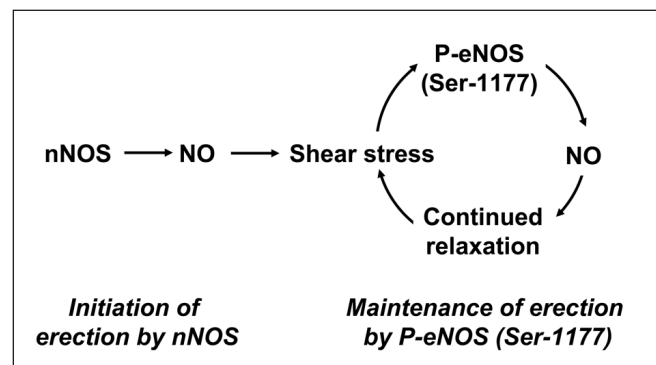 P-eNOS
(Ser-1177)
nNOS
NO
Shear stress
NO
Continued
relaxation
Initiation of
erection by nNOS
Maintenance of erection
by P-eNOS (Ser-1177)